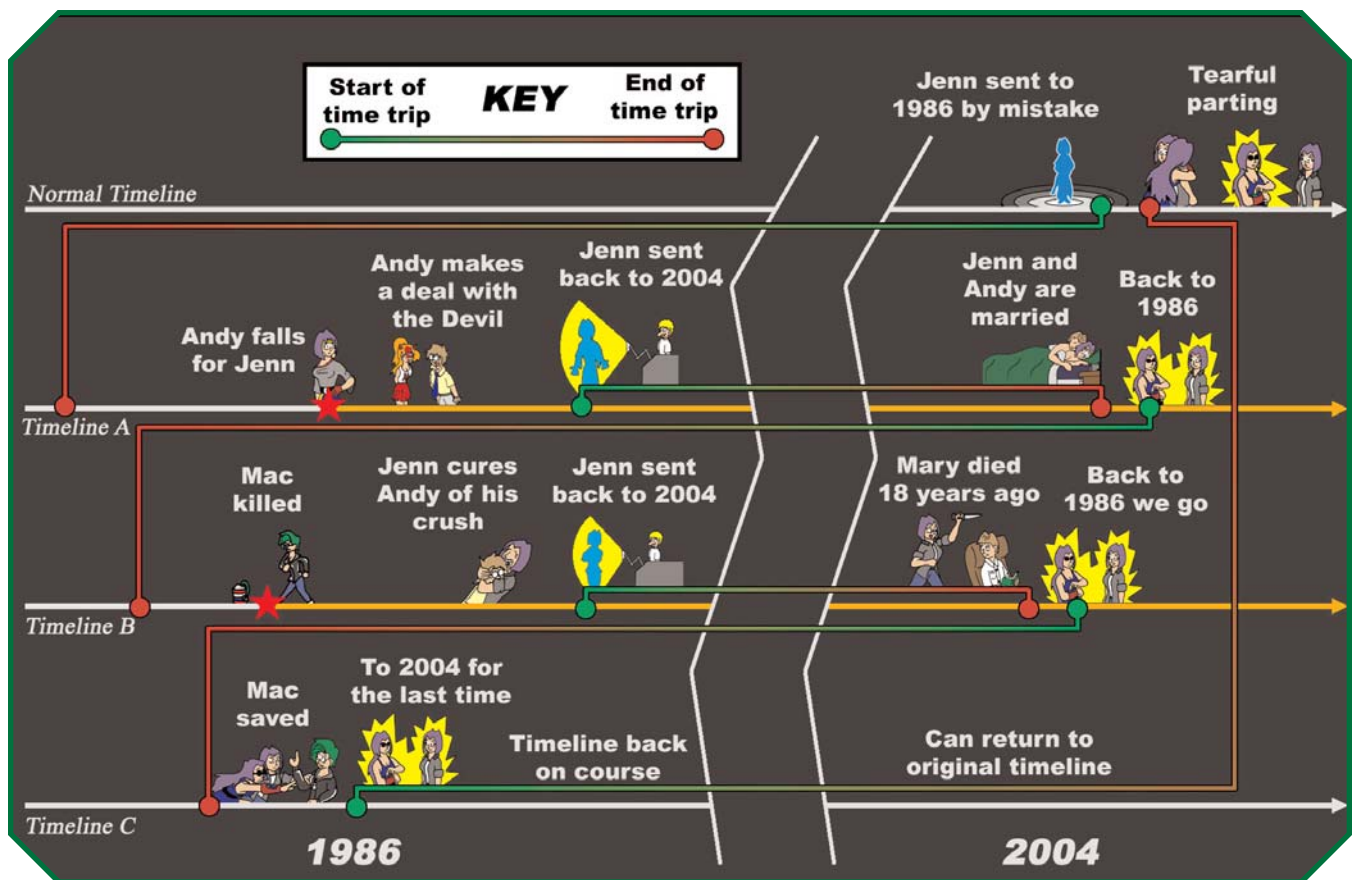 Start of
time trip
KEY
End of
time trip
Jenn sent to
1986 by mistake
Tearful
parting
Normal Timeline
Andy falls
for Jenn
Andy makes
a deal with
the Devil
Jenn sent
back to 2004
Jenn and
Andy are
married
Back to
1986
Timeline A
Mac
killed
Jenn cures
Andy of his
crush
Jenn sent
back to 2004
Mary died
18 years ago
Back to
1986 we go
Timeline B
Mac
saved
To 2004 for
the last time
Timeline back
on course
Can return to
original timeline
Timeline C
1986
2004